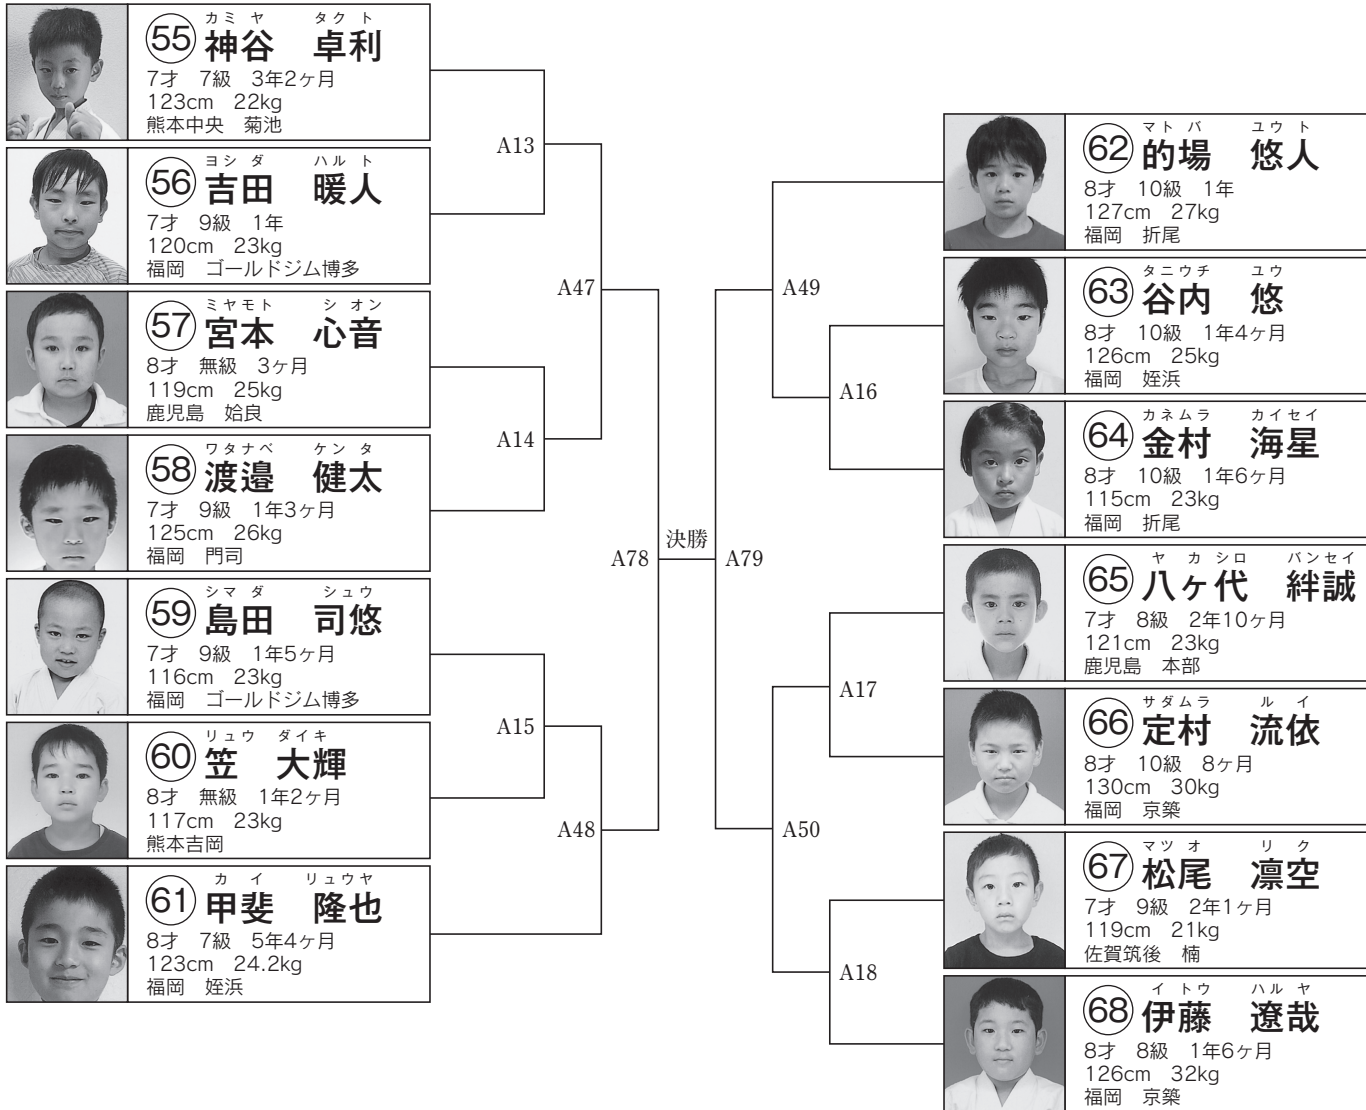 カミヤ タクト
55 神谷 卓利
7才 7級 3年2ヶ月
123cm 22kg
熊本中央 菊池
ヨシダ ハルト
56 吉田 暖人
7才 9級 1年
120cm 23kg
福岡 ゴールドジム博多
ミヤモト シオン
57 宮本 心音
8才 無級 3ヶ月
119cm 25kg
鹿児島 姶良
ワタナベ ケンタ
58 渡邉 健太
7才 9級 1年3ヶ月
125cm 26kg
福岡 門司
シマダ シュウ
59 島田 司悠
7才 9級 1年5ヶ月
116cm 23kg
福岡 ゴールドジム博多
リュウ ダイキ
60 笠 大輝
8才 無級 1年2ヶ月
117cm 23kg
熊本吉岡
カイ リュウヤ
61 甲斐 隆也
8才 7級 5年4ヶ月
123cm 24.2kg
福岡 姪浜
A13
A47
A14
A78
決勝
A79
A15
A48
A49
A16
A17
A50
A18
マトバ ユウト
62 的場 悠人
8才 10級 1年
127cm 27kg
福岡 折尾
タニウチ ユウ
63 谷内 悠
8才 10級 1年4ヶ月
126cm 25kg
福岡 姪浜
カネムラ カイセイ
64 金村 海星
8才 10級 1年6ヶ月
115cm 23kg
福岡 折尾
ヤカシロ バンセイ
65 八ヶ代 絆誠
7才 8級 2年10ヶ月
121cm 23kg
鹿児島 本部
サダムラ ルイ
66 定村 流依
8才 10級 8ヶ月
130cm 30kg
福岡 京築
マツオ リク
67 松尾 凛空
7才 9級 2年1ヶ月
119cm 21kg
佐賀筑後 楠
イトウ ハルヤ
68 伊藤 遼哉
8才 8級 1年6ヶ月
126cm 32kg
福岡 京築